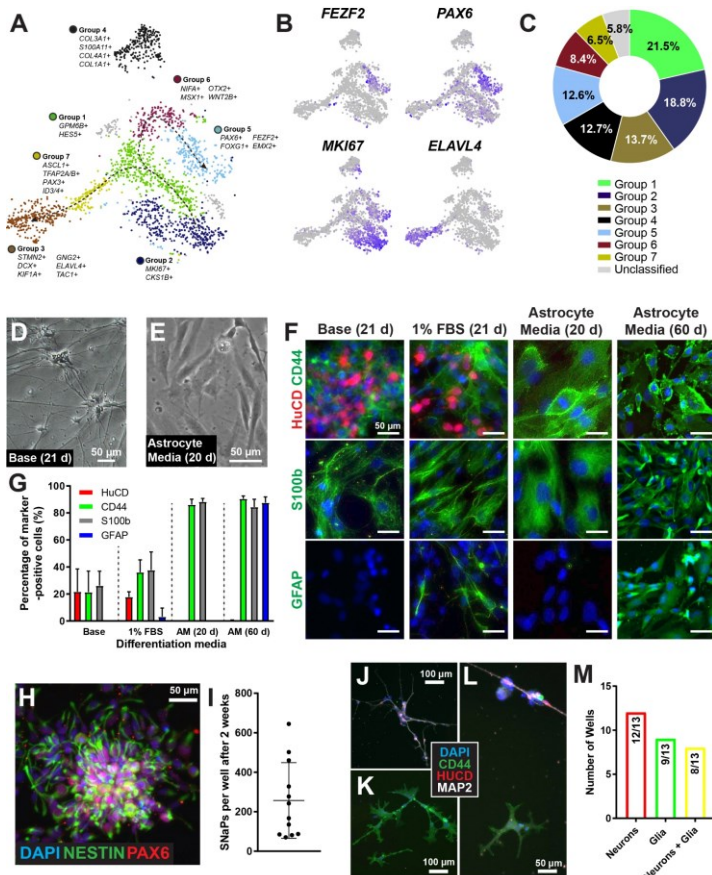 A
Group 4
COL3A1+
S100A11+
COL4A1+
COL1A1+
Group 6
NIFA+ OTX2+
MSX1+ WNT2B+
Group 1
GPM6B+
HES5+
Group 5
PAX6+ FEZF2+
FOXG1+ EMX2+
Group 7
ASCL1+
TFAP2A/B+
PAX3+
ID3/4+
Group 3
STMN2+ GNG2+
DCX+ ELAVL4+
KIF1A+ TAC1+
Group 2
MKI67+
CKS1B+
B
FEZF2 PAX6
MKI67 ELAVL4
C
5.8%
6.5%
8.4%
12.6%
12.7%
13.7%
18.8%
21.5%
Group 1
Group 2
Group 3
Group 4
Group 5
Group 6
Group 7
Unclassified
D
Base (21 d)
50 µm
E
Astrocyte
Media (20 d)
50 µm
F
Base (21 d) 1% FBS (21 d) Astrocyte Media (20 d) Astrocyte Media (60 d)
HuCD CD44
50 µm
S100b
GFAP
G
HuCD
CD44
S100b
GFAP
Percentage of marker
-positive cells (%)
100
80
60
40
20
0
Base 1% FBS AM (20 d) AM (60 d)
Differentiation media
H
50 µm
DAPI NESTIN PAX6
I
SNaPs per well after 2 weeks
800
600
400
200
0
J
100 µm
K
100 µm
L
50 µm
DAPI
CD44
HUCD
MAP2
M
Number of Wells
15
10
5
0
12/13
9/13
8/13
Neurons
Glia
Neurons + Glia